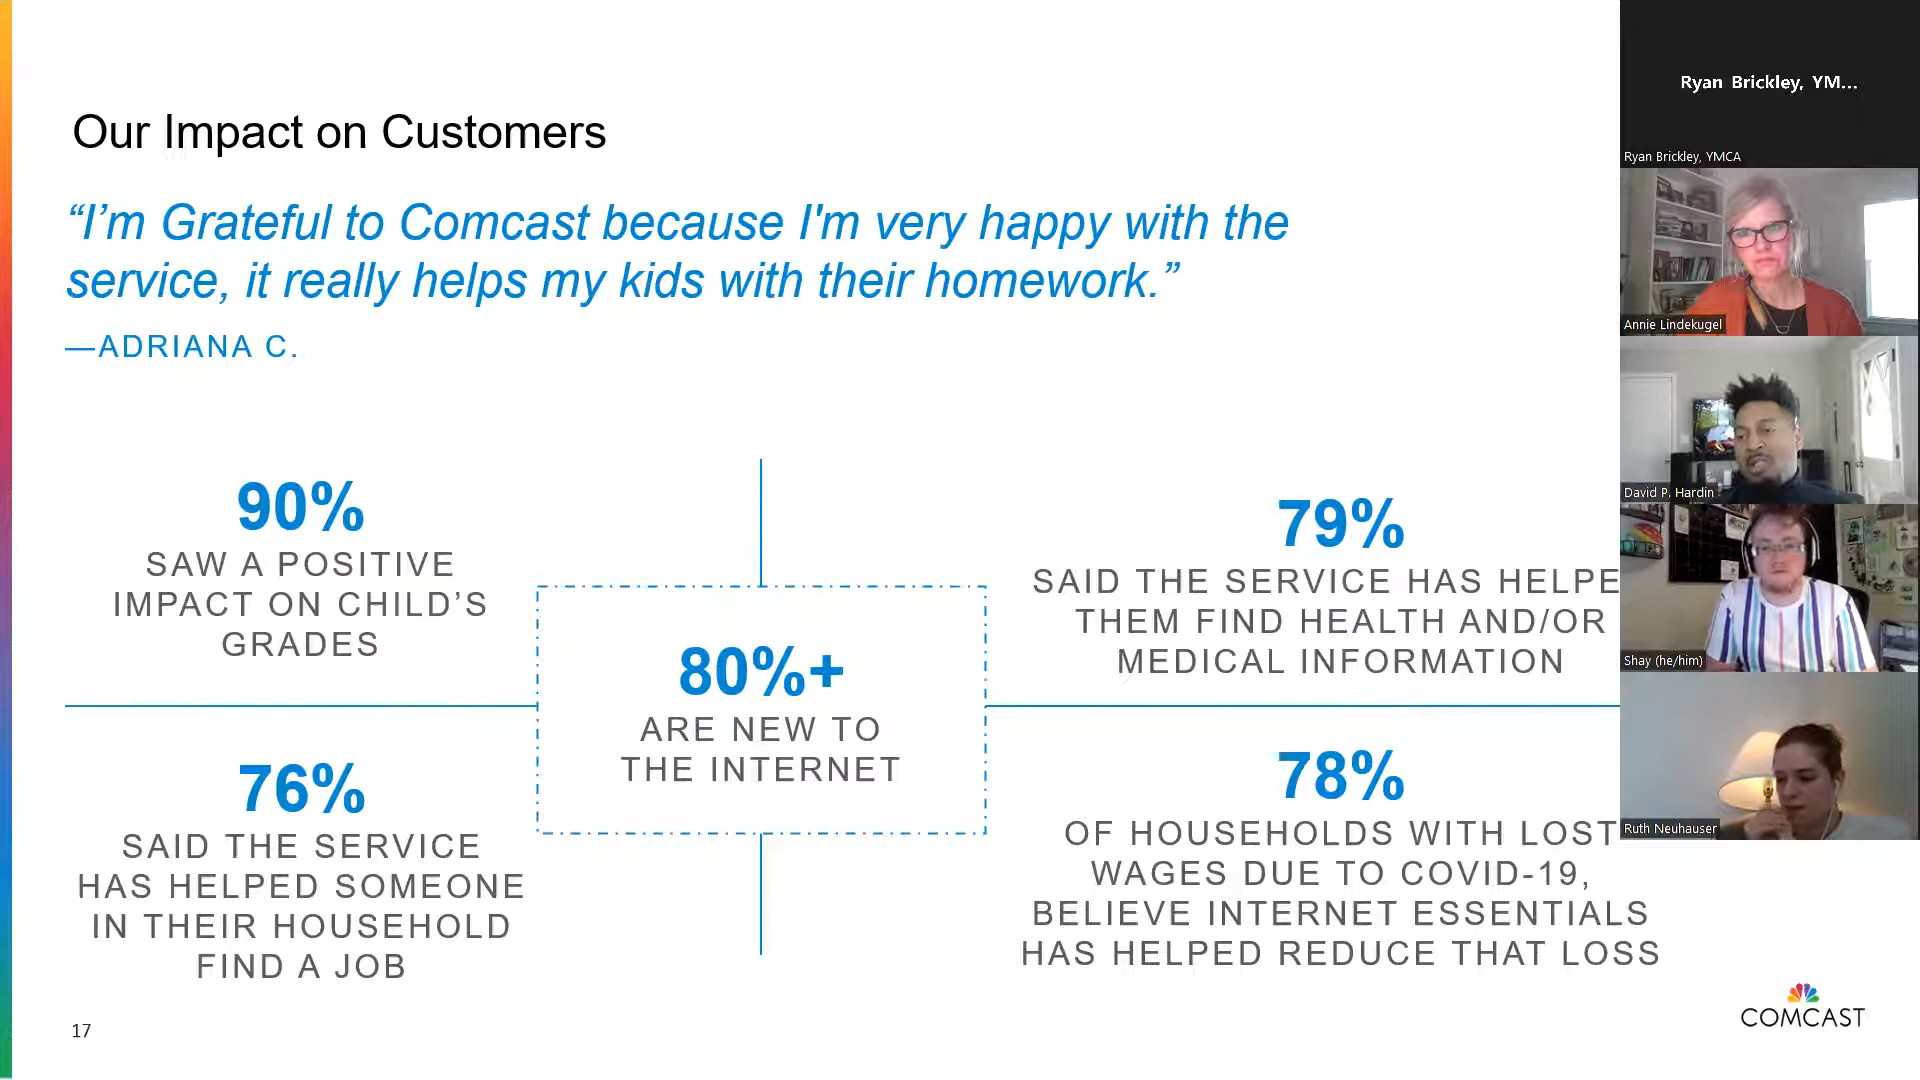 Our Impact on Customers
“I’m Grateful to Comcast because I'm very happy with the
service, it really helps my kids with their homework.”
—ADRIANA C.
90%
SAW A POSITIVE
IMPACT ON CHILD’S
GRADES
79%
SAID THE SERVICE HAS HELPE
THEM FIND HEALTH AND/OR
MEDICAL INFORMATION
80%+
ARE NEW TO
THE INTERNET
76%
SAID THE SERVICE
HAS HELPED SOMEONE
IN THEIR HOUSEHOLD
FIND A JOB
78%
OF HOUSEHOLDS WITH LOST
WAGES DUE TO COVID-19,
BELIEVE INTERNET ESSENTIALS
HAS HELPED REDUCE THAT LOSS
17
COMCAST
Ryan Brickley, YM...
Ryan Brickley, YMCA
Annie Lindekugel
David P. Hardin
Shay (he/him)
Ruth Neuhauser